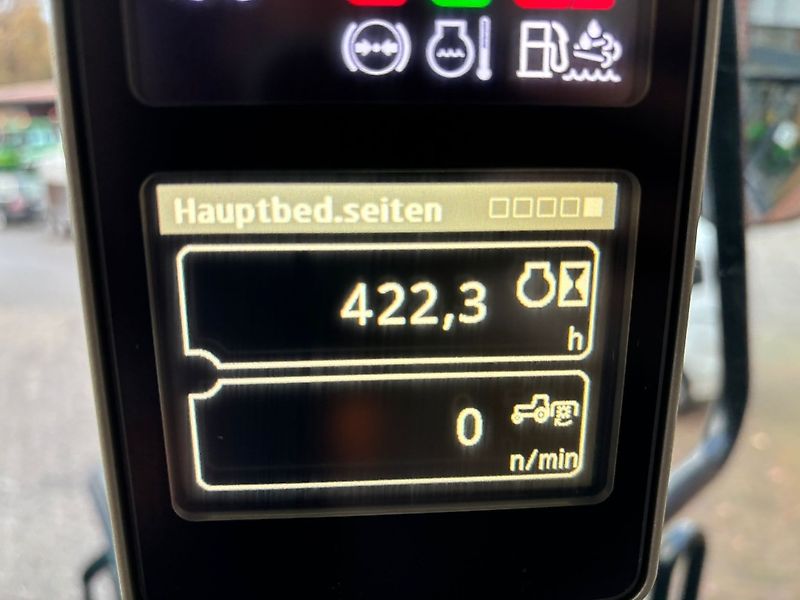 Hauptbed.seiten
422,3
h
0
n/min